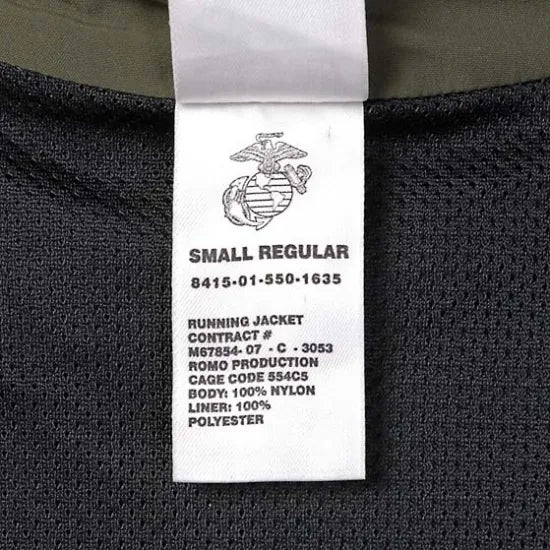 SMALL REGULAR
8415-01-550-1635
RUNNING JACKET
CONTRACT #
M67854- 07 - C - 3053
ROMO PRODUCTION
CAGE CODE 554C5
BODY: 100% NYLON
LINER: 100%
POLYESTER